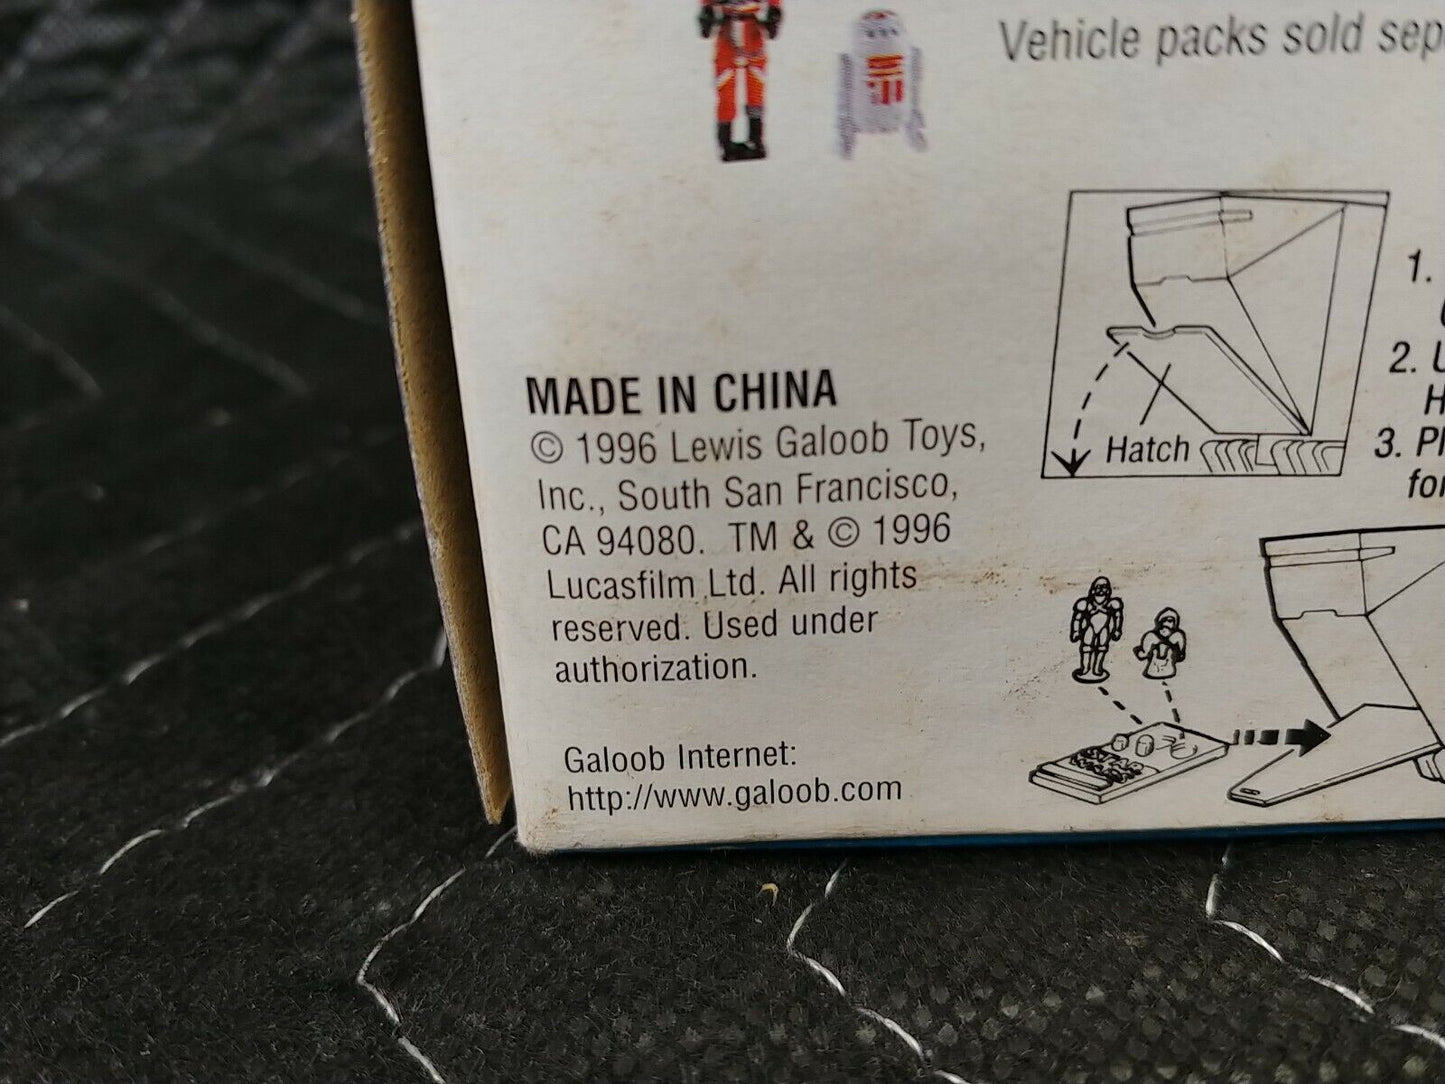 Vehicle packs sold
MADE IN CHINA
© 1996 Lewis Galoob Toys,
Inc., South San Francisco,
CA 94080. TM & © 1996
Lucasfilm Ltd. All rights
reserved. Used under
authorization.
Galoob Internet:
http://www.galoob.com
Hatch
1.
2.
3.